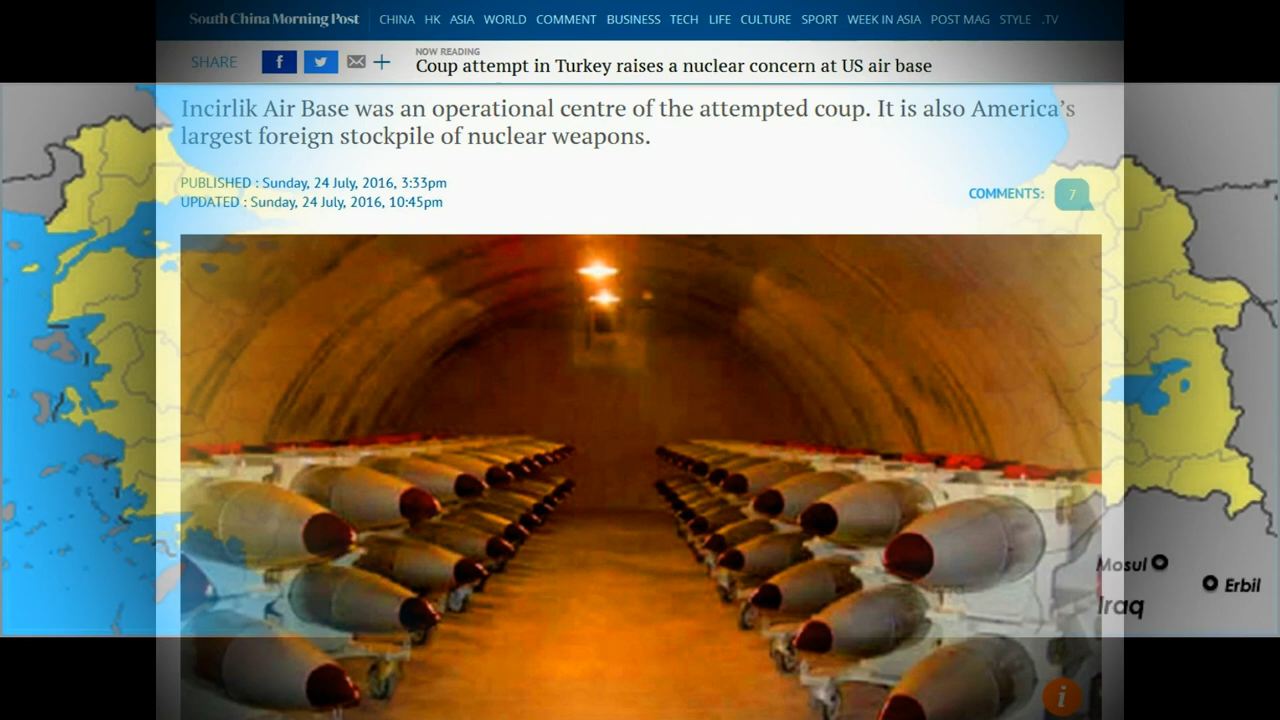 South China Morning Post
CHINA HK ASIA WORLD COMMENT BUSINESS TECH LIFE CULTURE SPORT WEEK IN ASIA POST MAG STYLE .TV
SHARE
f
NOW READING
Coup attempt in Turkey raises a nuclear concern at US air base
Incirlik Air Base was an operational centre of the attempted coup. It is also America's
largest foreign stockpile of nuclear weapons.
PUBLISHED : Sunday, 24 July, 2016, 3:33pm
UPDATED : Sunday, 24 July, 2016, 10:45pm
COMMENTS: 7
Mosul
Erbil
Iraq
i